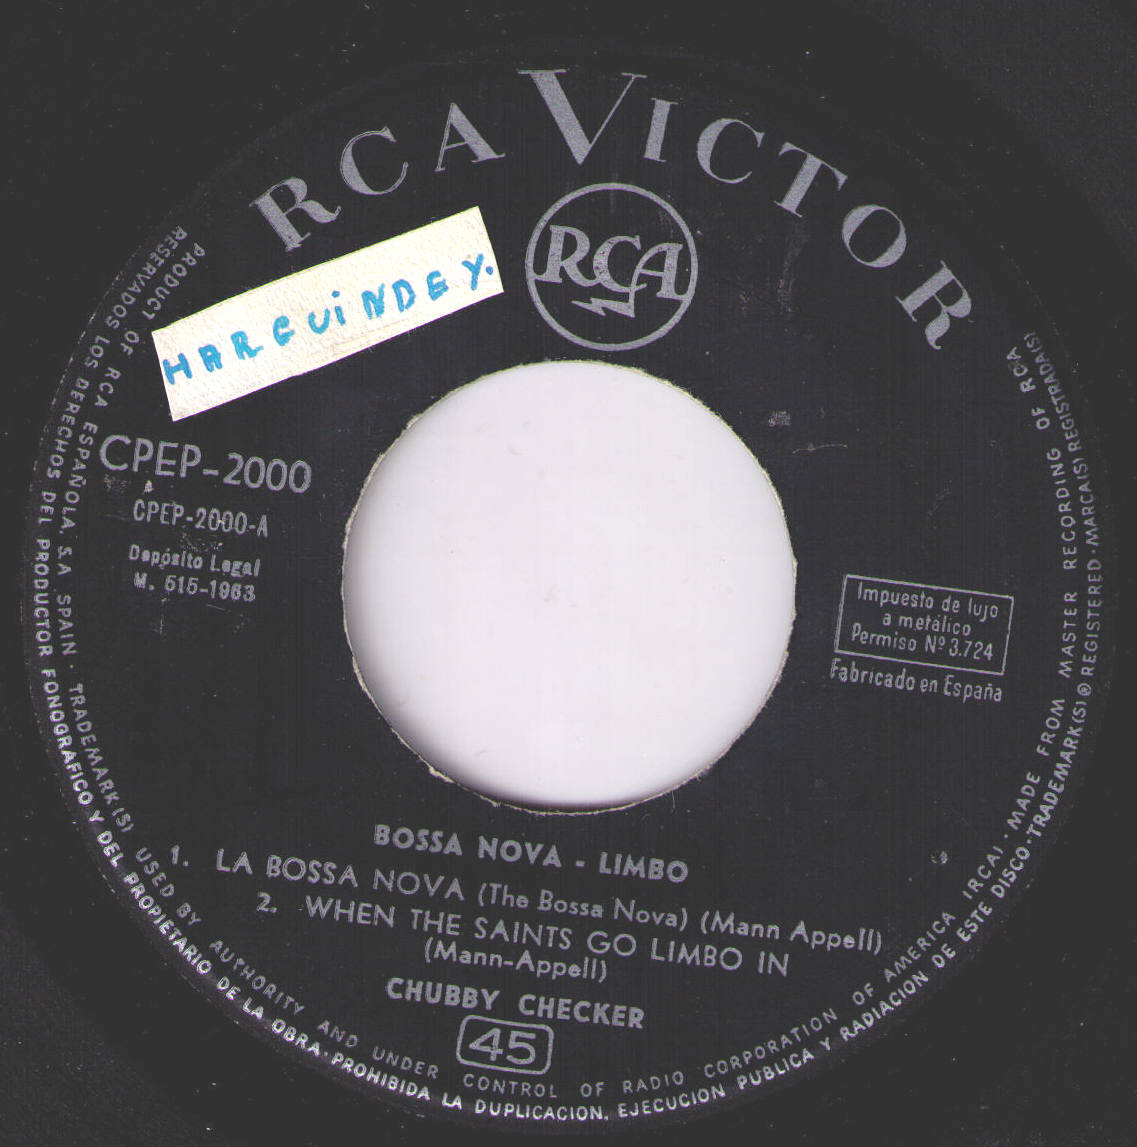 RCA VICTOR
RCA
HARGUINDEY.
CPEP-2000
CPEP-2000-A
Depósito Legal
M. 515-1963
Impuesto de lujo
a metálico
Permiso Nº 3.724
Fabricado en España
BOSSA NOVA - LIMBO
1. LA BOSSA NOVA (The Bossa Nova) (Mann Appell)
2. WHEN THE SAINTS GO LIMBO IN
(Mann-Appell)
CHUBBY CHECKER
45
PRODUCT OF RCA ESPAÑOLA, S.A SPAIN · TRADEMARK(S) USED BY AUTHORITY AND UNDER CONTROL OF RADIO CORPORATION OF AMERICA (RCA) · MADE FROM MASTER RECORDING OF RCA
RESERVADOS LOS DERECHOS DEL PRODUCTOR FONOGRAFICO Y DEL PROPIETARIO DE LA OBRA · PROHIBIDA LA DUPLICACION, EJECUCION PUBLICA Y RADIACION DE ESTE DISCO · TRADEMARK(S) ® REGISTERED · MARCA(S) REGISTRADA(S)